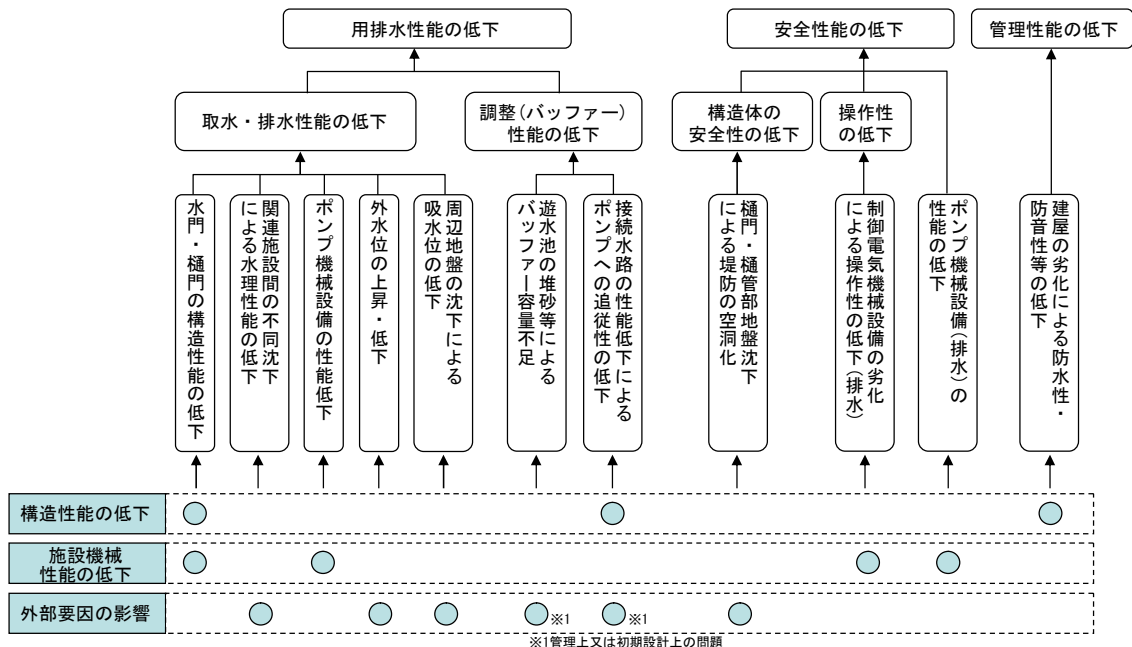 用排水性能の低下
安全性能の低下
管理性能の低下
取水・排水性能の低下
調整(バッファー)
性能の低下
構造体の
安全性の低下
操作性
の低下
水門・樋門の構造性能の低下
関連施設間の不同沈下
による水理性能の低下
ポンプ機械設備の性能低下
外水位の上昇・低下
周辺地盤の沈下による
吸水位の低下
遊水池の堆砂等による
バッファー容量不足
接続水路の性能低下による
ポンプへの追従性の低下
樋門・樋管部地盤沈下
による堤防の空洞化
制御電気機械設備の劣化
による操作性の低下(排水)
ポンプ機械設備(排水)の
性能の低下
建屋の劣化による防水性・
防音性等の低下
構造性能の低下
施設機械
性能の低下
外部要因の影響
※1
※1
※1管理上又は初期設計上の問題